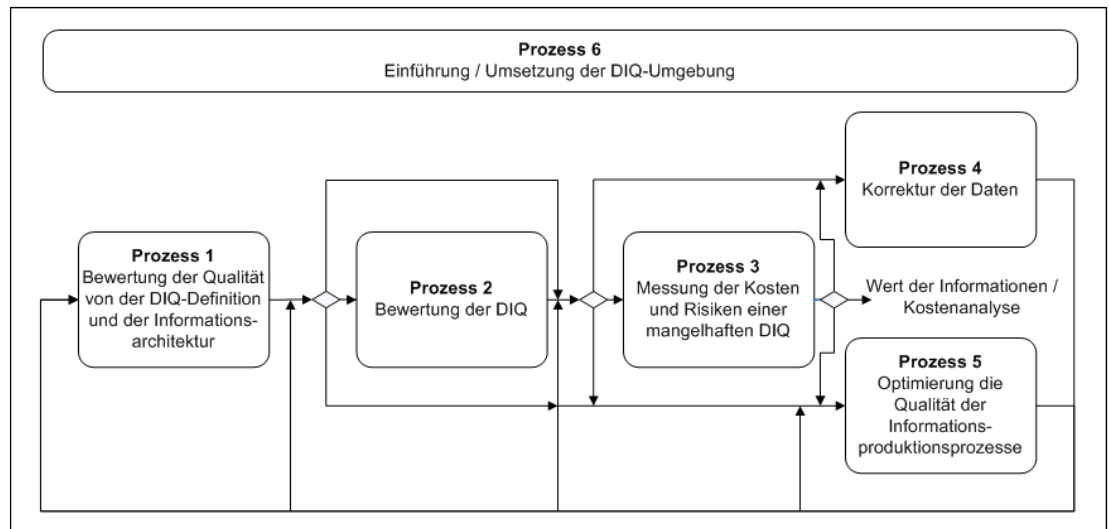 Prozess 6
Einführung / Umsetzung der DIQ-Umgebung
Prozess 1
Bewertung der Qualität
von der DIQ-Definition
und der Informations-
architektur
Prozess 2
Bewertung der DIQ
Prozess 3
Messung der Kosten
und Risiken einer
mangelhaften DIQ
Prozess 4
Korrektur der Daten
Wert der Informationen /
Kostenanalyse
Prozess 5
Optimierung die
Qualität der
Informations-
produktionsprozesse